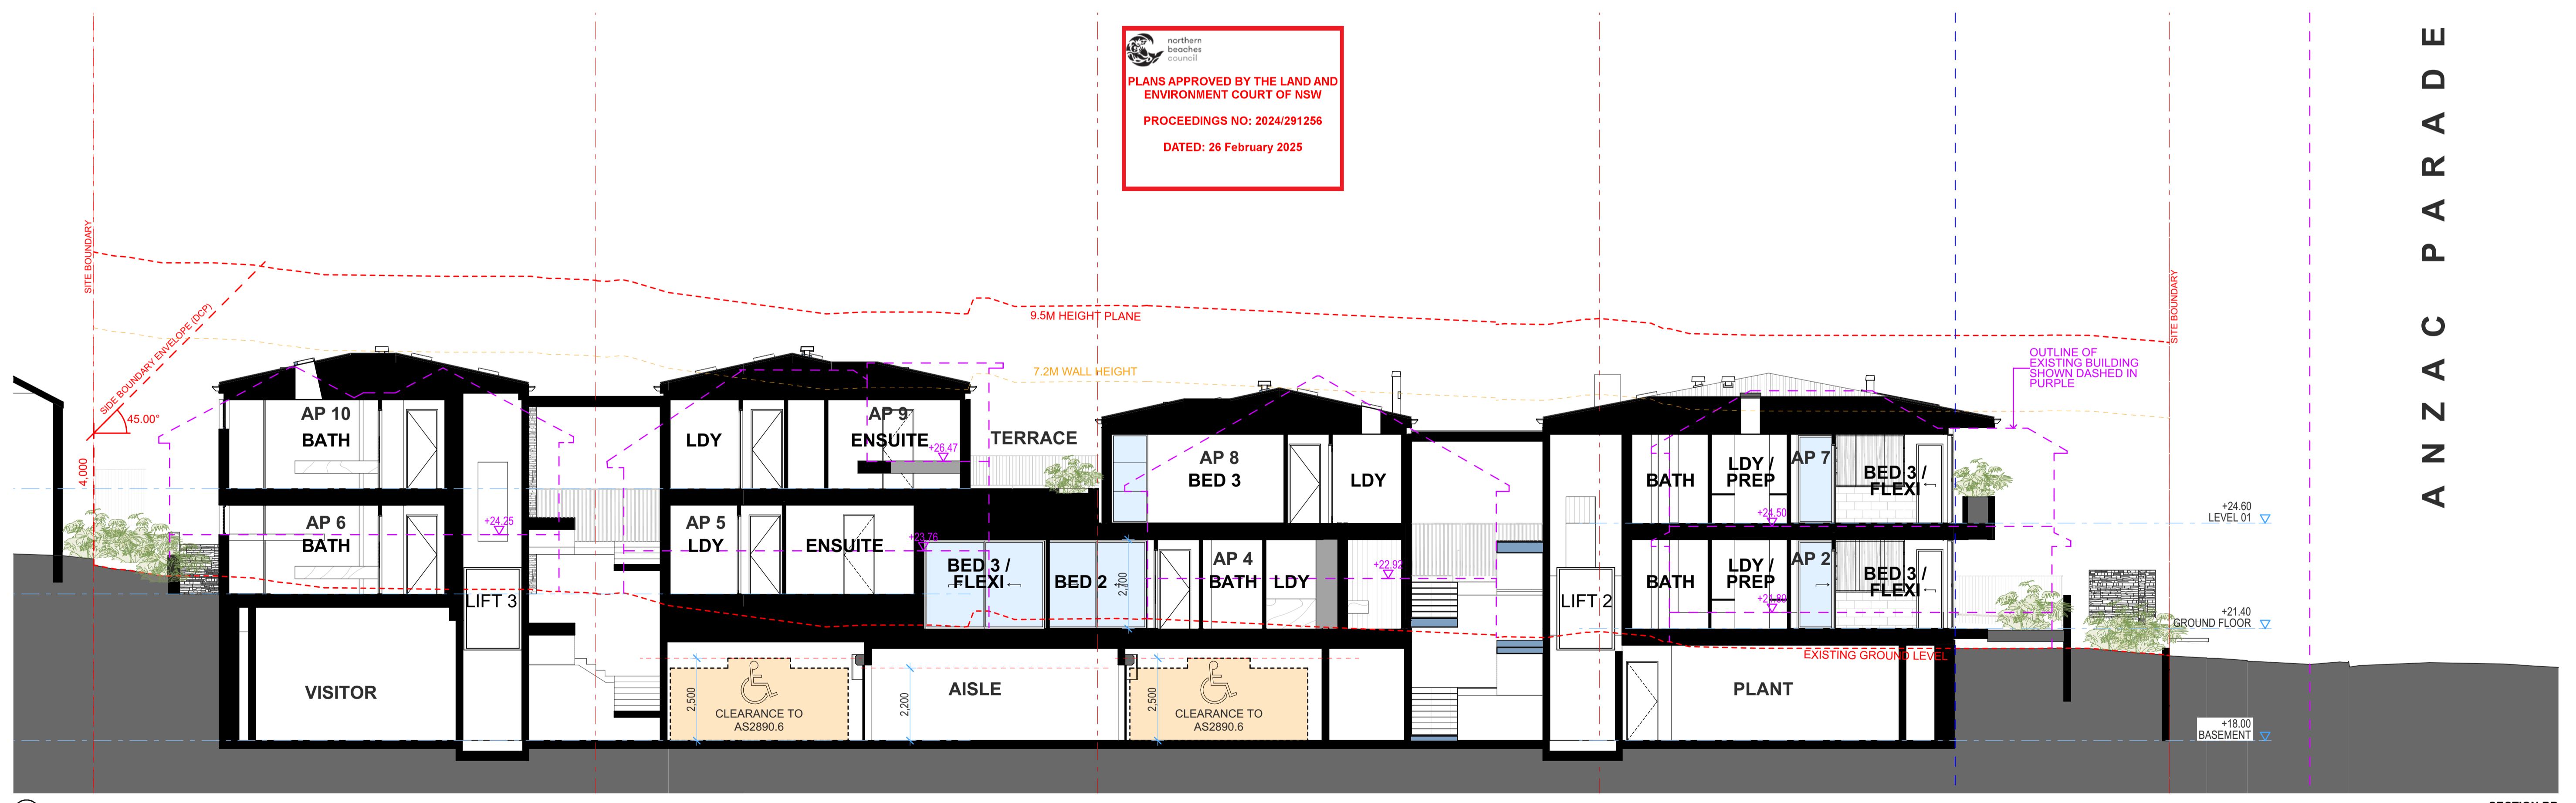 northern
beaches
council
PLANS APPROVED BY THE LAND AND
ENVIRONMENT COURT OF NSW
PROCEEDINGS NO: 2024/291256
DATED: 26 February 2025
ANZAC PARADE
SITE BOUNDARY
SIDE BOUNDARY ENVELOPE (DCP)
45.00°
4,000
9.5M HEIGHT PLANE
7.2M WALL HEIGHT
SITE BOUNDARY
OUTLINE OF
EXISTING BUILDING
SHOWN DASHED IN
PURPLE
AP 10
BATH
LDY
AP 9
ENSUITE
+26.47
TERRACE
AP 8
BED 3
LDY
BATH
LDY /
PREP
AP 7
BED 3 /
FLEXI
+24.50
+24.60
LEVEL 01
AP 6
BATH
+24.25
AP 5
LDY
ENSUITE
+23.76
BED 3 /
FLEXI
BED 2
2,700
AP 4
BATH
LDY
+22.92
BATH
LDY /
PREP
AP 2
BED 3 /
FLEXI
+21.40
GROUND FLOOR
LIFT 3
LIFT 2
EXISTING GROUND LEVEL
VISITOR
2,500
CLEARANCE TO
AS2890.6
2,200
AISLE
2,500
CLEARANCE TO
AS2890.6
PLANT
+18.00
BASEMENT